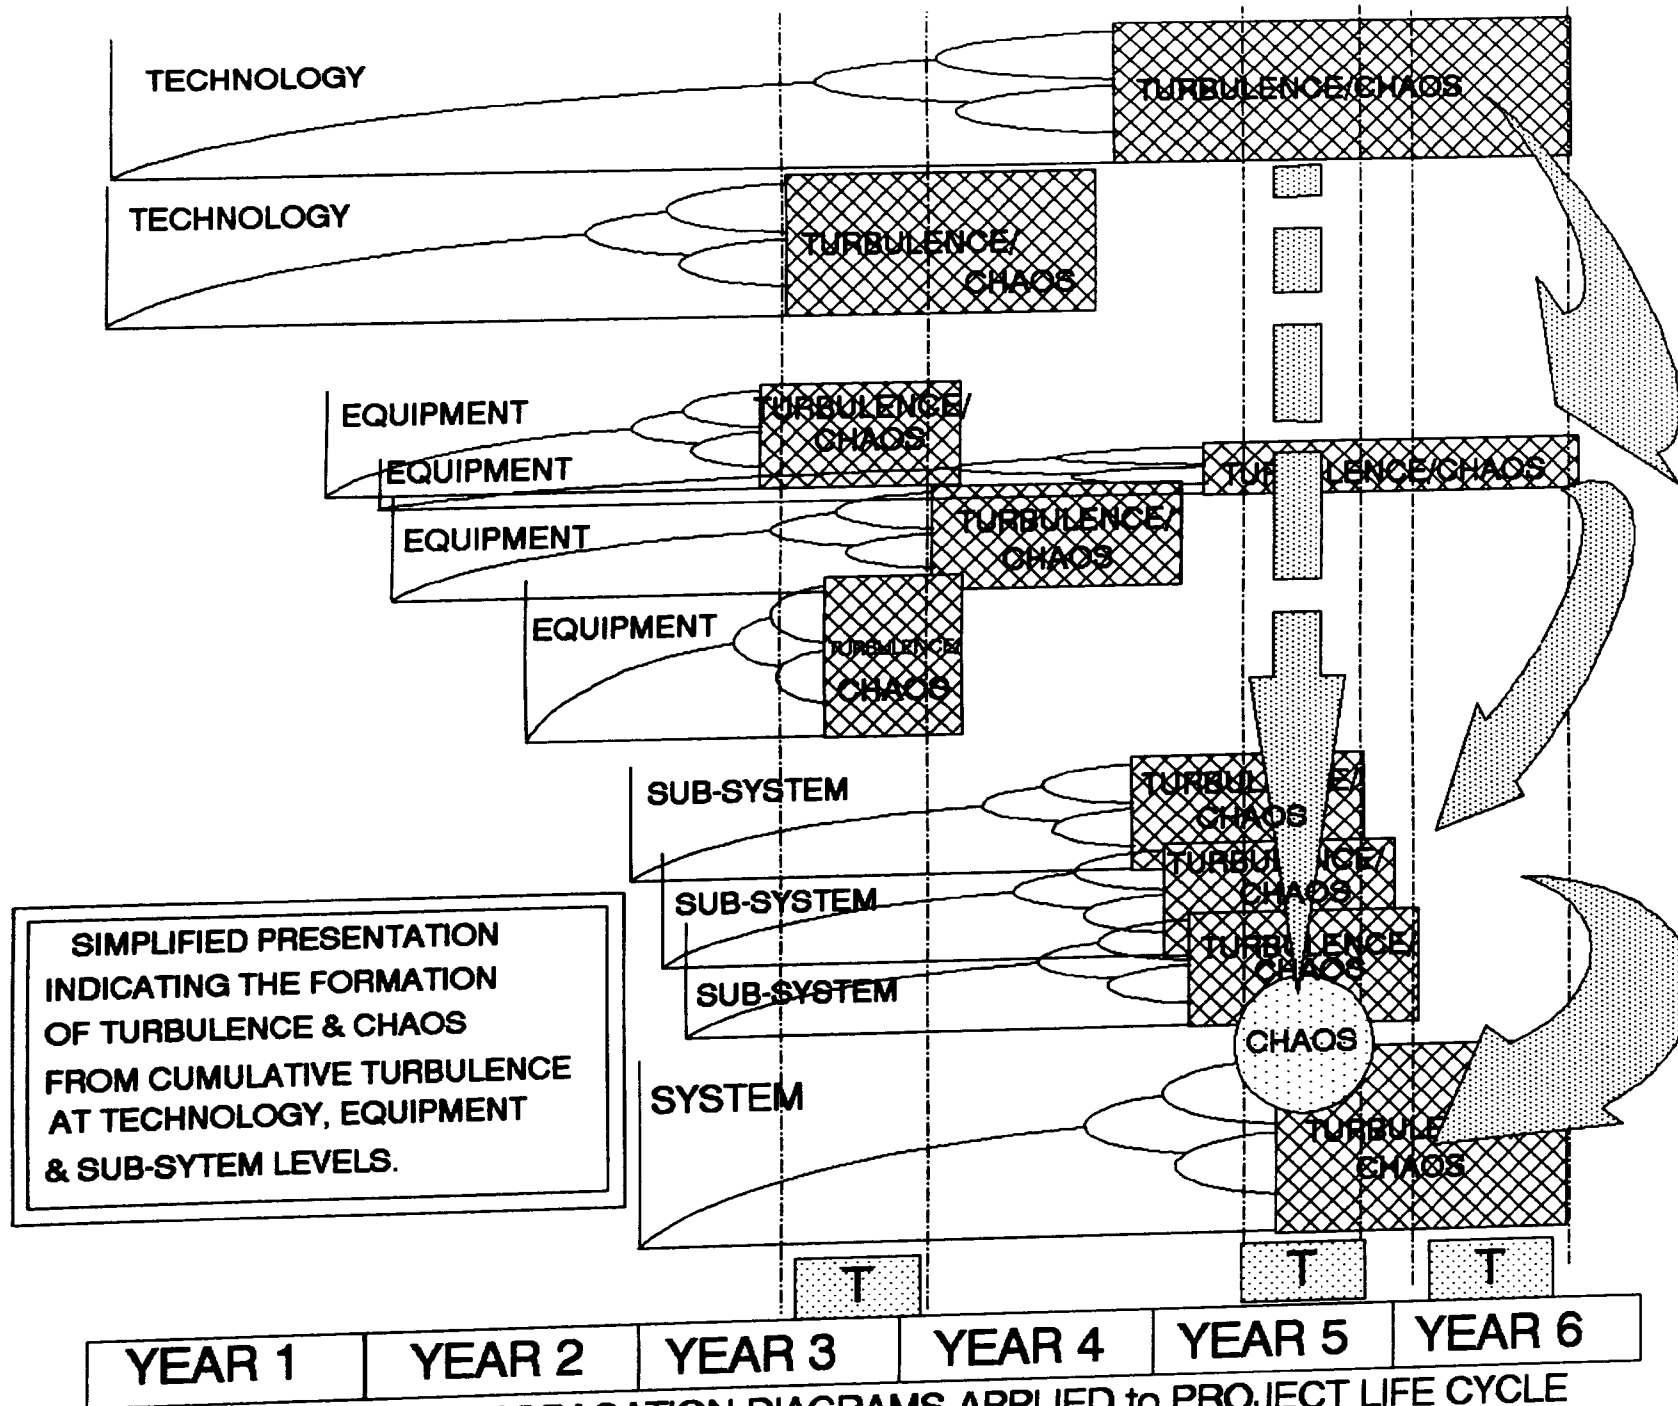 TECHNOLOGY
TURBULENCE/CHAOS
TECHNOLOGY
TURBULENCE/
CHAOS
EQUIPMENT
TURBULENCE/
CHAOS
EQUIPMENT
TURBULENCE/CHAOS
EQUIPMENT
TURBULENCE/
CHAOS
EQUIPMENT
TURBULENCE/
CHAOS
SUB-SYSTEM
TURBULENCE/
CHAOS
SUB-SYSTEM
TURBULENCE/
CHAOS
SUB-SYSTEM
TURBULENCE/
CHAOS
CHAOS
SYSTEM
CHAOS
SIMPLIFIED PRESENTATION
INDICATING THE FORMATION
OF TURBULENCE & CHAOS
FROM CUMULATIVE TURBULENCE
AT TECHNOLOGY, EQUIPMENT
& SUB-SYTEM LEVELS.
T
T
T
YEAR 1
YEAR 2
YEAR 3
YEAR 4
YEAR 5
YEAR 6
DIAGRAMS APPLIED to PROJECT LIFE CYCLE